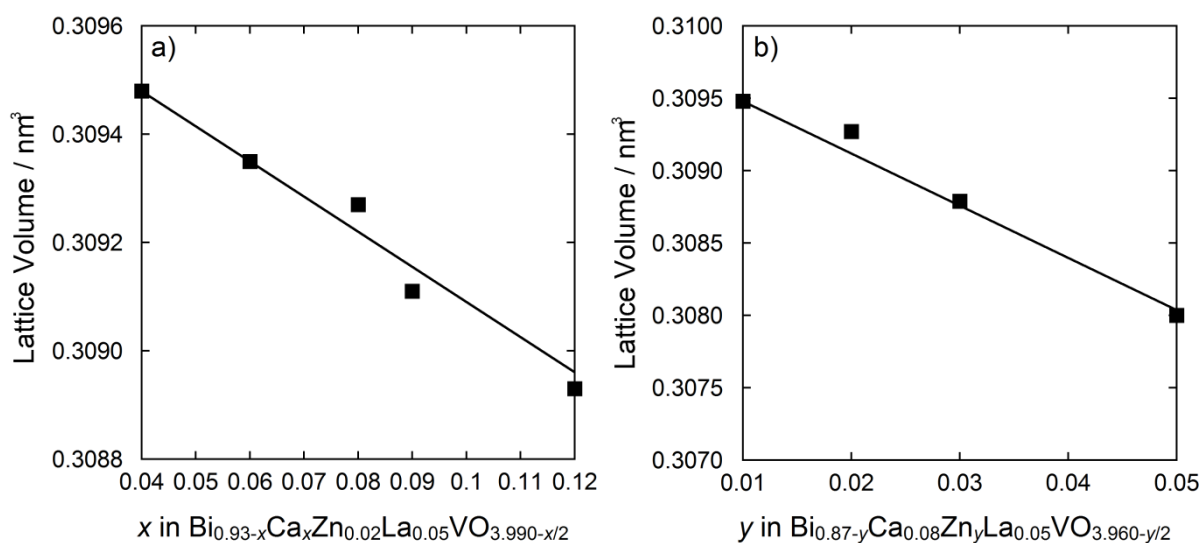 a)
Lattice Volume / nm³
0.3096
0.3094
0.3092
0.3090
0.3088
0.04 0.05 0.06 0.07 0.08 0.09 0.1 0.11 0.12
x in Bi₀.₉₃₋ₓCaₓZn₀.₀₂La₀.₀₅VO₃.₉₉₀₋ₓ/₂
b)
Lattice Volume / nm³
0.3100
0.3095
0.3090
0.3085
0.3080
0.3075
0.3070
0.01 0.02 0.03 0.04 0.05
y in Bi0.87-yCa0.08ZnyLa0.05VO3.960-y/2